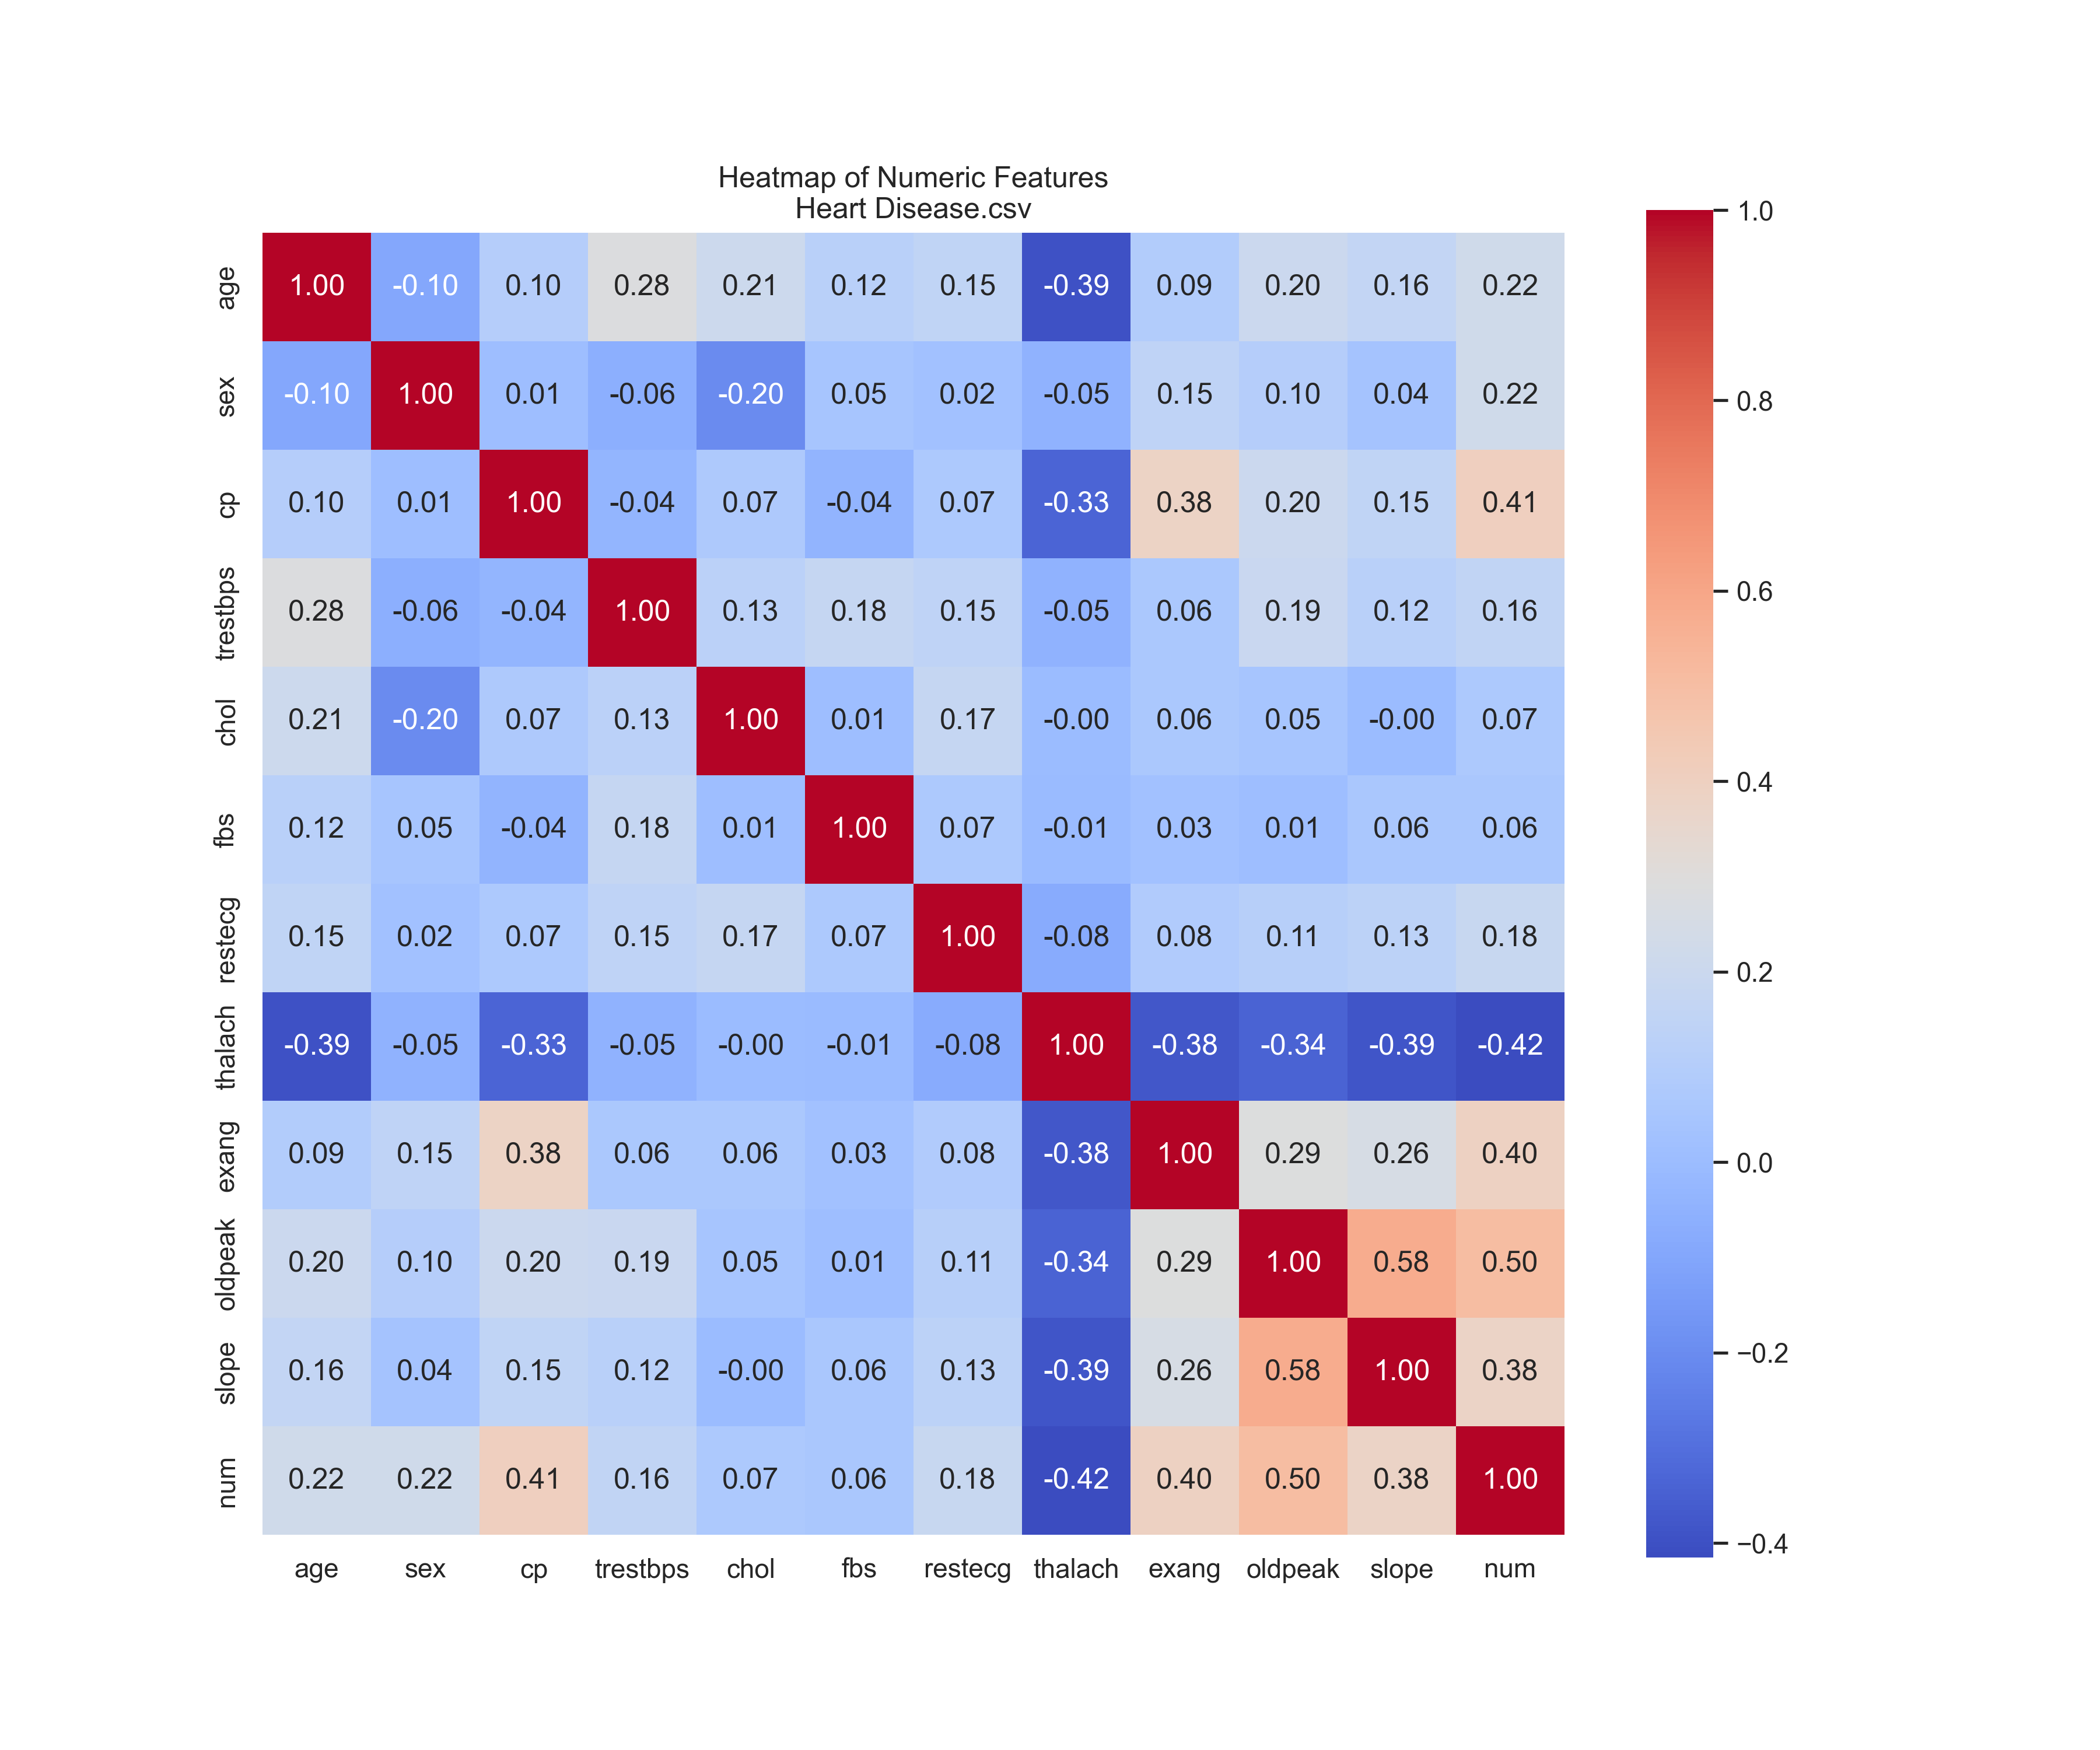 Heatmap of Numeric Features
Heart Disease.csv
age 1.00 -0.10 0.10 0.28 0.21 0.12 0.15 -0.39 0.09 0.20 0.16 0.22
sex -0.10 1.00 0.01 -0.06 -0.20 0.05 0.02 -0.05 0.15 0.10 0.04 0.22
cp 0.10 0.01 1.00 -0.04 0.07 -0.04 0.07 -0.33 0.38 0.20 0.15 0.41
trestbps 0.28 -0.06 -0.04 1.00 0.13 0.18 0.15 -0.05 0.06 0.19 0.12 0.16
chol 0.21 -0.20 0.07 0.13 1.00 0.01 0.17 -0.00 0.06 0.05 -0.00 0.07
fbs 0.12 0.05 -0.04 0.18 0.01 1.00 0.07 -0.01 0.03 0.01 0.06 0.06
restecg 0.15 0.02 0.07 0.15 0.17 0.07 1.00 -0.08 0.08 0.11 0.13 0.18
thalach -0.39 -0.05 -0.33 -0.05 -0.00 -0.01 -0.08 1.00 -0.38 -0.34 -0.39 -0.42
exang 0.09 0.15 0.38 0.06 0.06 0.03 0.08 -0.38 1.00 0.29 0.26 0.40
oldpeak 0.20 0.10 0.20 0.19 0.05 0.01 0.11 -0.34 0.29 1.00 0.58 0.50
slope 0.16 0.04 0.15 0.12 -0.00 0.06 0.13 -0.39 0.26 0.58 1.00 0.38
num 0.22 0.22 0.41 0.16 0.07 0.06 0.18 -0.42 0.40 0.50 0.38 1.00
age sex cp trestbps chol fbs restecg thalach exang oldpeak slope num
1.0
0.8
0.6
0.4
0.2
0.0
−0.2
−0.4